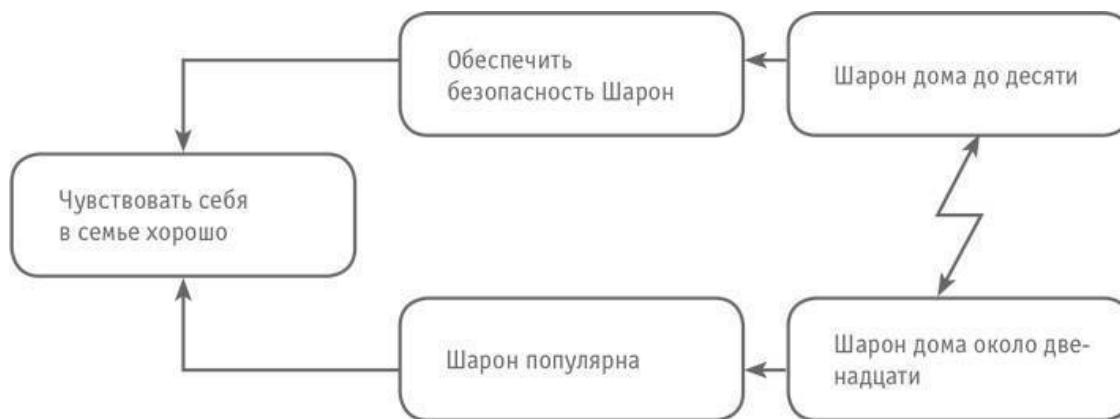 Обеспечить
безопасность Шарон
Шарон дома до десяти
Чувствовать себя
в семье хорошо
Шарон популярна
Шарон дома около две-
надцати